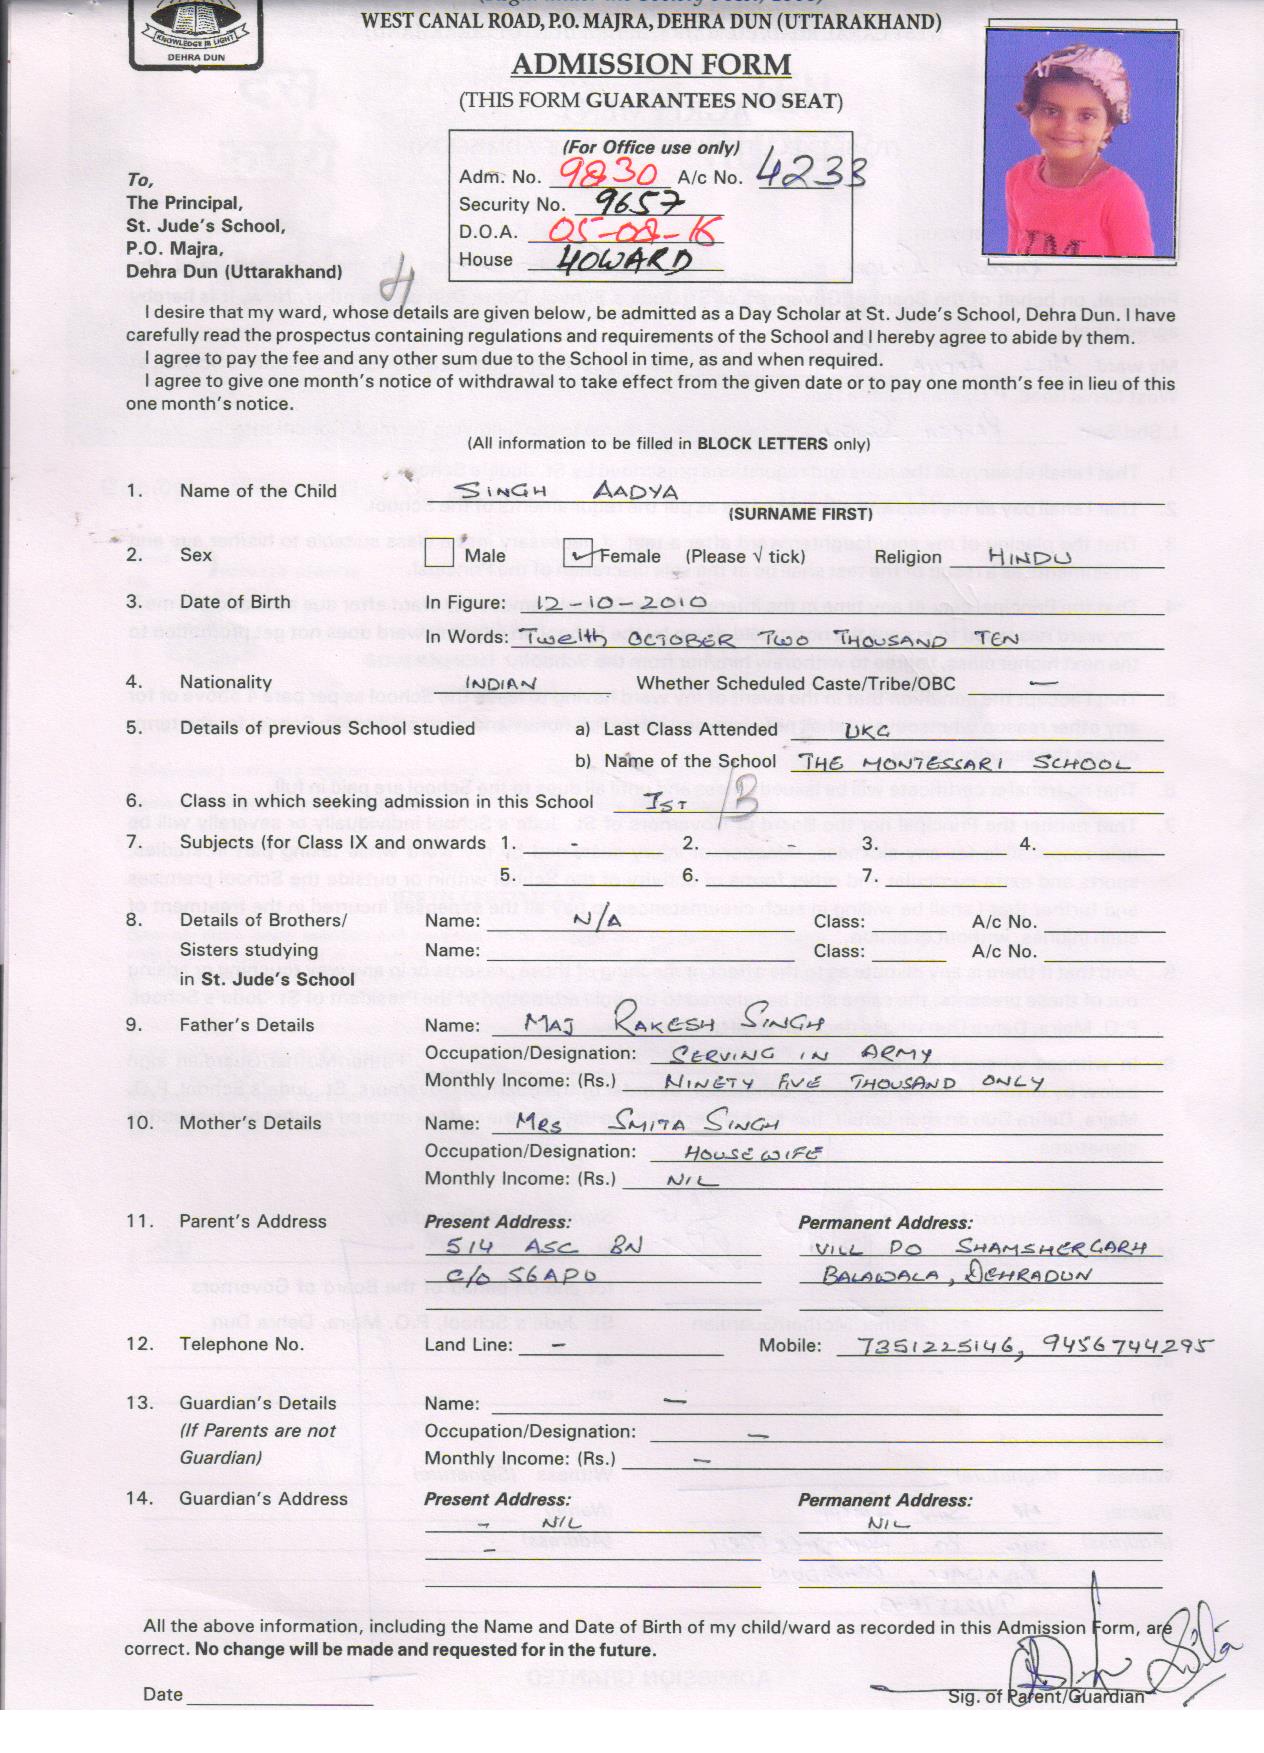 WEST CANAL ROAD, P.O. MAJRA, DEHRA DUN (UTTARAKHAND)
KNOWLEDGE IS LIGHT
DEHRA DUN
ADMISSION FORM
(THIS FORM GUARANTEES NO SEAT)
(For Office use only)
Adm. No. 9830 A/c No. 4233
Security No. 9657
D.O.A. 05-08-16
House HOWARD
To,
The Principal,
St. Jude's School,
P.O. Majra,
Dehra Dun (Uttarakhand)
I desire that my ward, whose details are given below, be admitted as a Day Scholar at St. Jude's School, Dehra Dun. I have
carefully read the prospectus containing regulations and requirements of the School and I hereby agree to abide by them.
I agree to pay the fee and any other sum due to the School in time, as and when required.
I agree to give one month's notice of withdrawal to take effect from the given date or to pay one month's fee in lieu of this
one month's notice.
(All information to be filled in BLOCK LETTERS only)
1. Name of the Child SINGH AADYA
(SURNAME FIRST)
2. Sex Male ✓ Female (Please √ tick) Religion HINDU
3. Date of Birth In Figure: 12-10-2010
In Words: Twelth OCTOBER TWO THOUSAND TEN
4. Nationality INDIAN Whether Scheduled Caste/Tribe/OBC —
5. Details of previous School studied a) Last Class Attended UKG
b) Name of the School THE MONTESSARI SCHOOL
6. Class in which seeking admission in this School IST /B
7. Subjects (for Class IX and onwards 1. - 2. - 3. 4.
5. 6. 7.
8. Details of Brothers/ Name: N/A Class: A/c No.
Sisters studying Name: Class: A/c No.
in St. Jude's School
9. Father's Details Name: MAJ RAKESH SINGH
Occupation/Designation: SERVING IN ARMY
Monthly Income: (Rs.) NINETY FIVE THOUSAND ONLY
10. Mother's Details Name: MRS SMITA SINGH
Occupation/Designation: HOUSEWIFE
Monthly Income: (Rs.) NIL
11. Parent's Address Present Address: Permanent Address:
514 ASC BN VILL PO SHAMSHERGARH
C/O 56APO BALAWALA, DEHRADUN
12. Telephone No. Land Line: — Mobile: 7351225146, 9456744295
13. Guardian's Details Name: —
(If Parents are not Occupation/Designation: —
Guardian) Monthly Income: (Rs.) —
14. Guardian's Address Present Address: Permanent Address:
- NIL NIL
-
All the above information, including the Name and Date of Birth of my child/ward as recorded in this Admission Form, are
correct. No change will be made and requested for in the future.
Date Sig. of Parent/Guardian